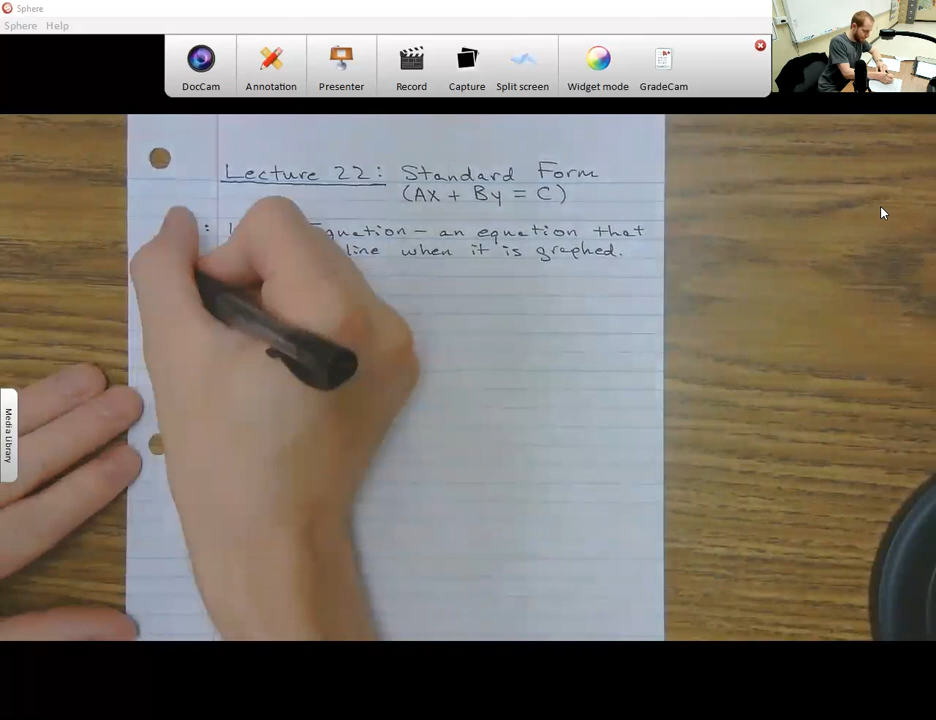 Sphere
Sphere Help
DocCam Annotation Presenter Record Capture Split screen Widget mode GradeCam
Media Library
Lecture 22: Standard Form
(Ax + By = C)
: Equation - an equation that
line when it is graphed.